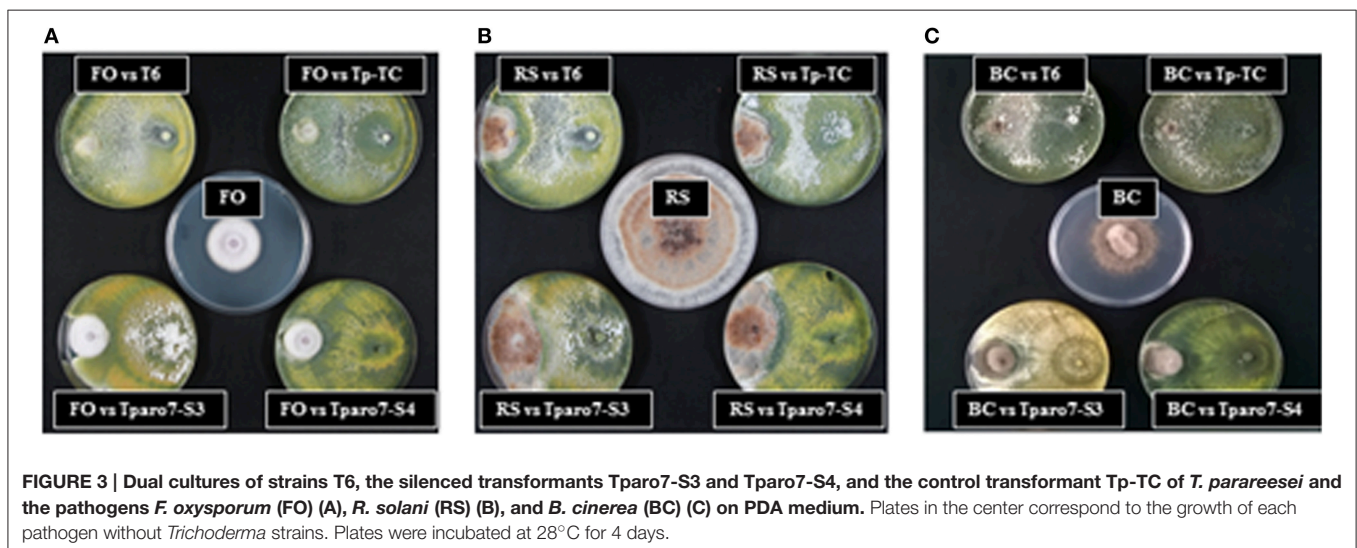 A
B
C
FO vs T6
FO vs Tp-TC
RS vs T6
RS vs Tp-TC
BC vs T6
BC vs Tp-TC
FO
RS
BC
FO vs Tparo7-S3
FO vs Tparo7-S4
RS vs Tparo7-S3
RS vs Tparo7-S4
BC vs Tparo7-S3
BC vs Tparo7-S4
FIGURE 3 | Dual cultures of strains T6, the silenced transformants Tparo7-S3 and Tparo7-S4, and the control transformant Tp-TC of T. parareesei and
the pathogens F. oxysporum (FO) (A), R. solani (RS) (B), and B. cinerea (BC) (C) on PDA medium. Plates in the center correspond to the growth of each
pathogen without Trichoderma strains. Plates were incubated at 28°C for 4 days.